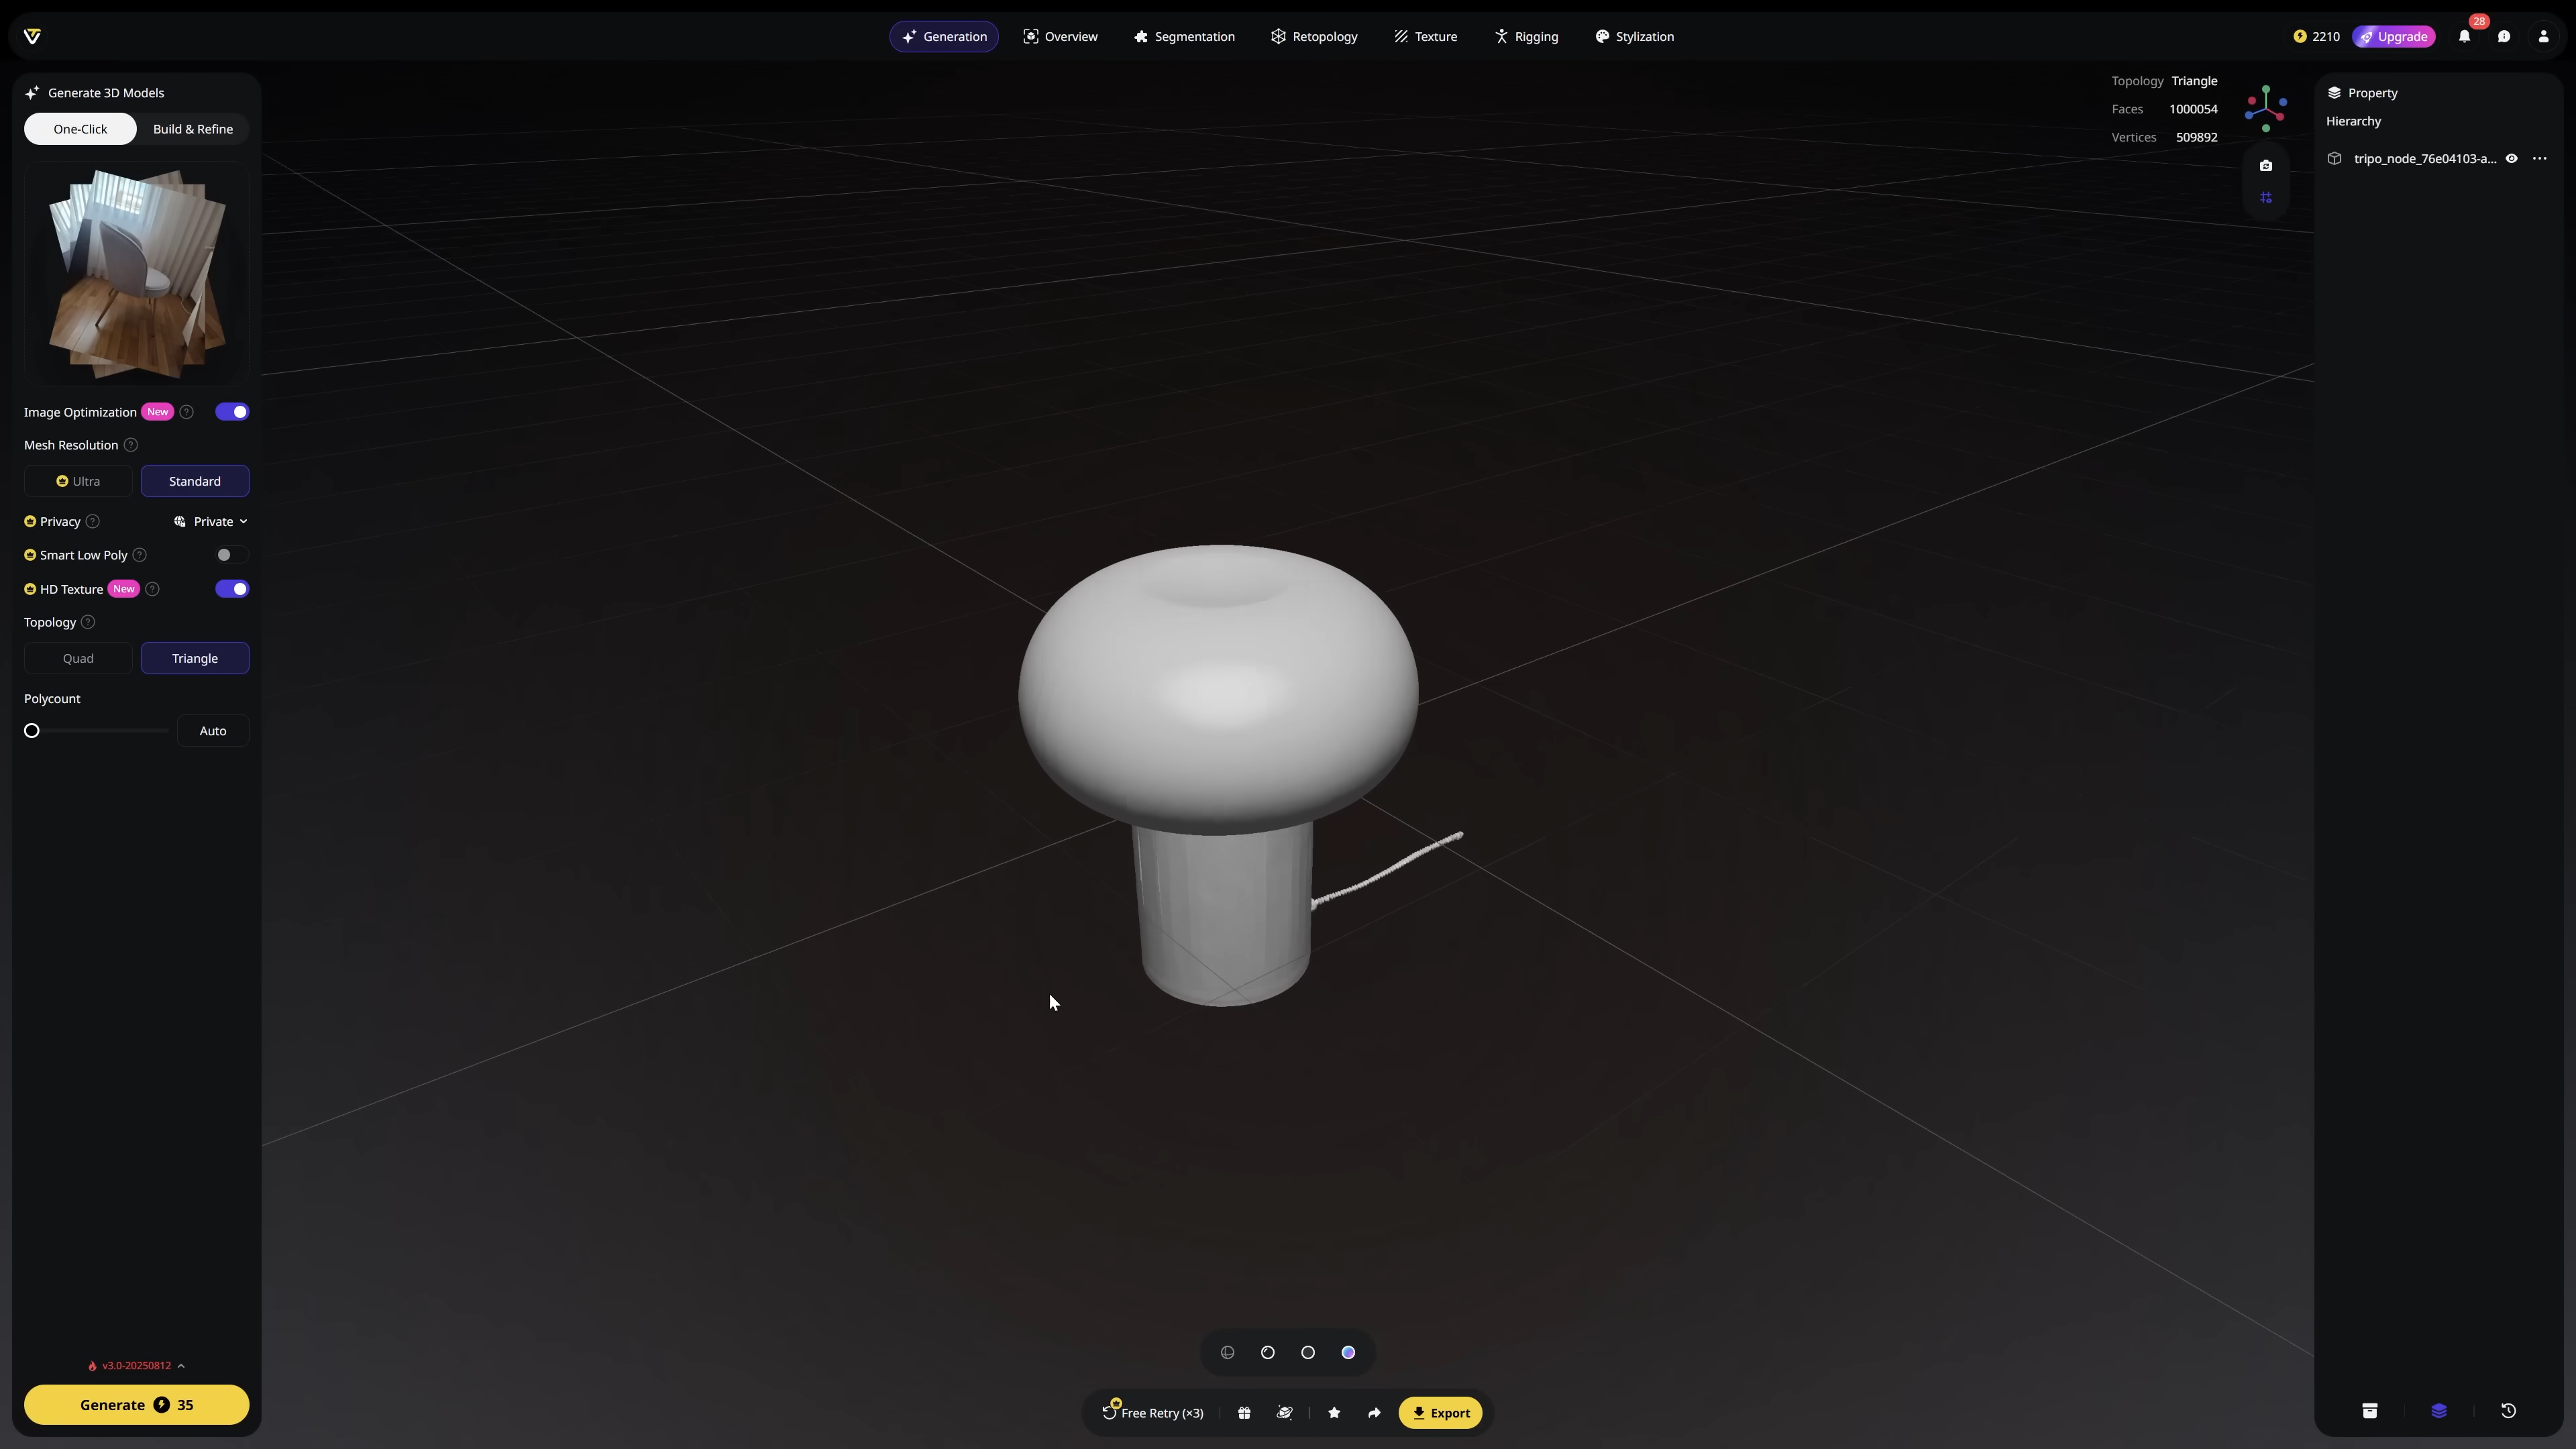 Generation
Overview
Segmentation
Retopology
Texture
Rigging
Stylization
2210
Upgrade
28
Generate 3D Models
One-Click
Build & Refine
Image Optimization New ?
Mesh Resolution ?
Ultra
Standard
Privacy ?
Private
Smart Low Poly ?
HD Texture New ?
Topology ?
Quad
Triangle
Polycount
Auto
v3.0-20250812
Generate 35
Topology Triangle
Faces 1000054
Vertices 509892
Free Retry (×3)
Export
Property
Hierarchy
tripo_node_76e04103-a...